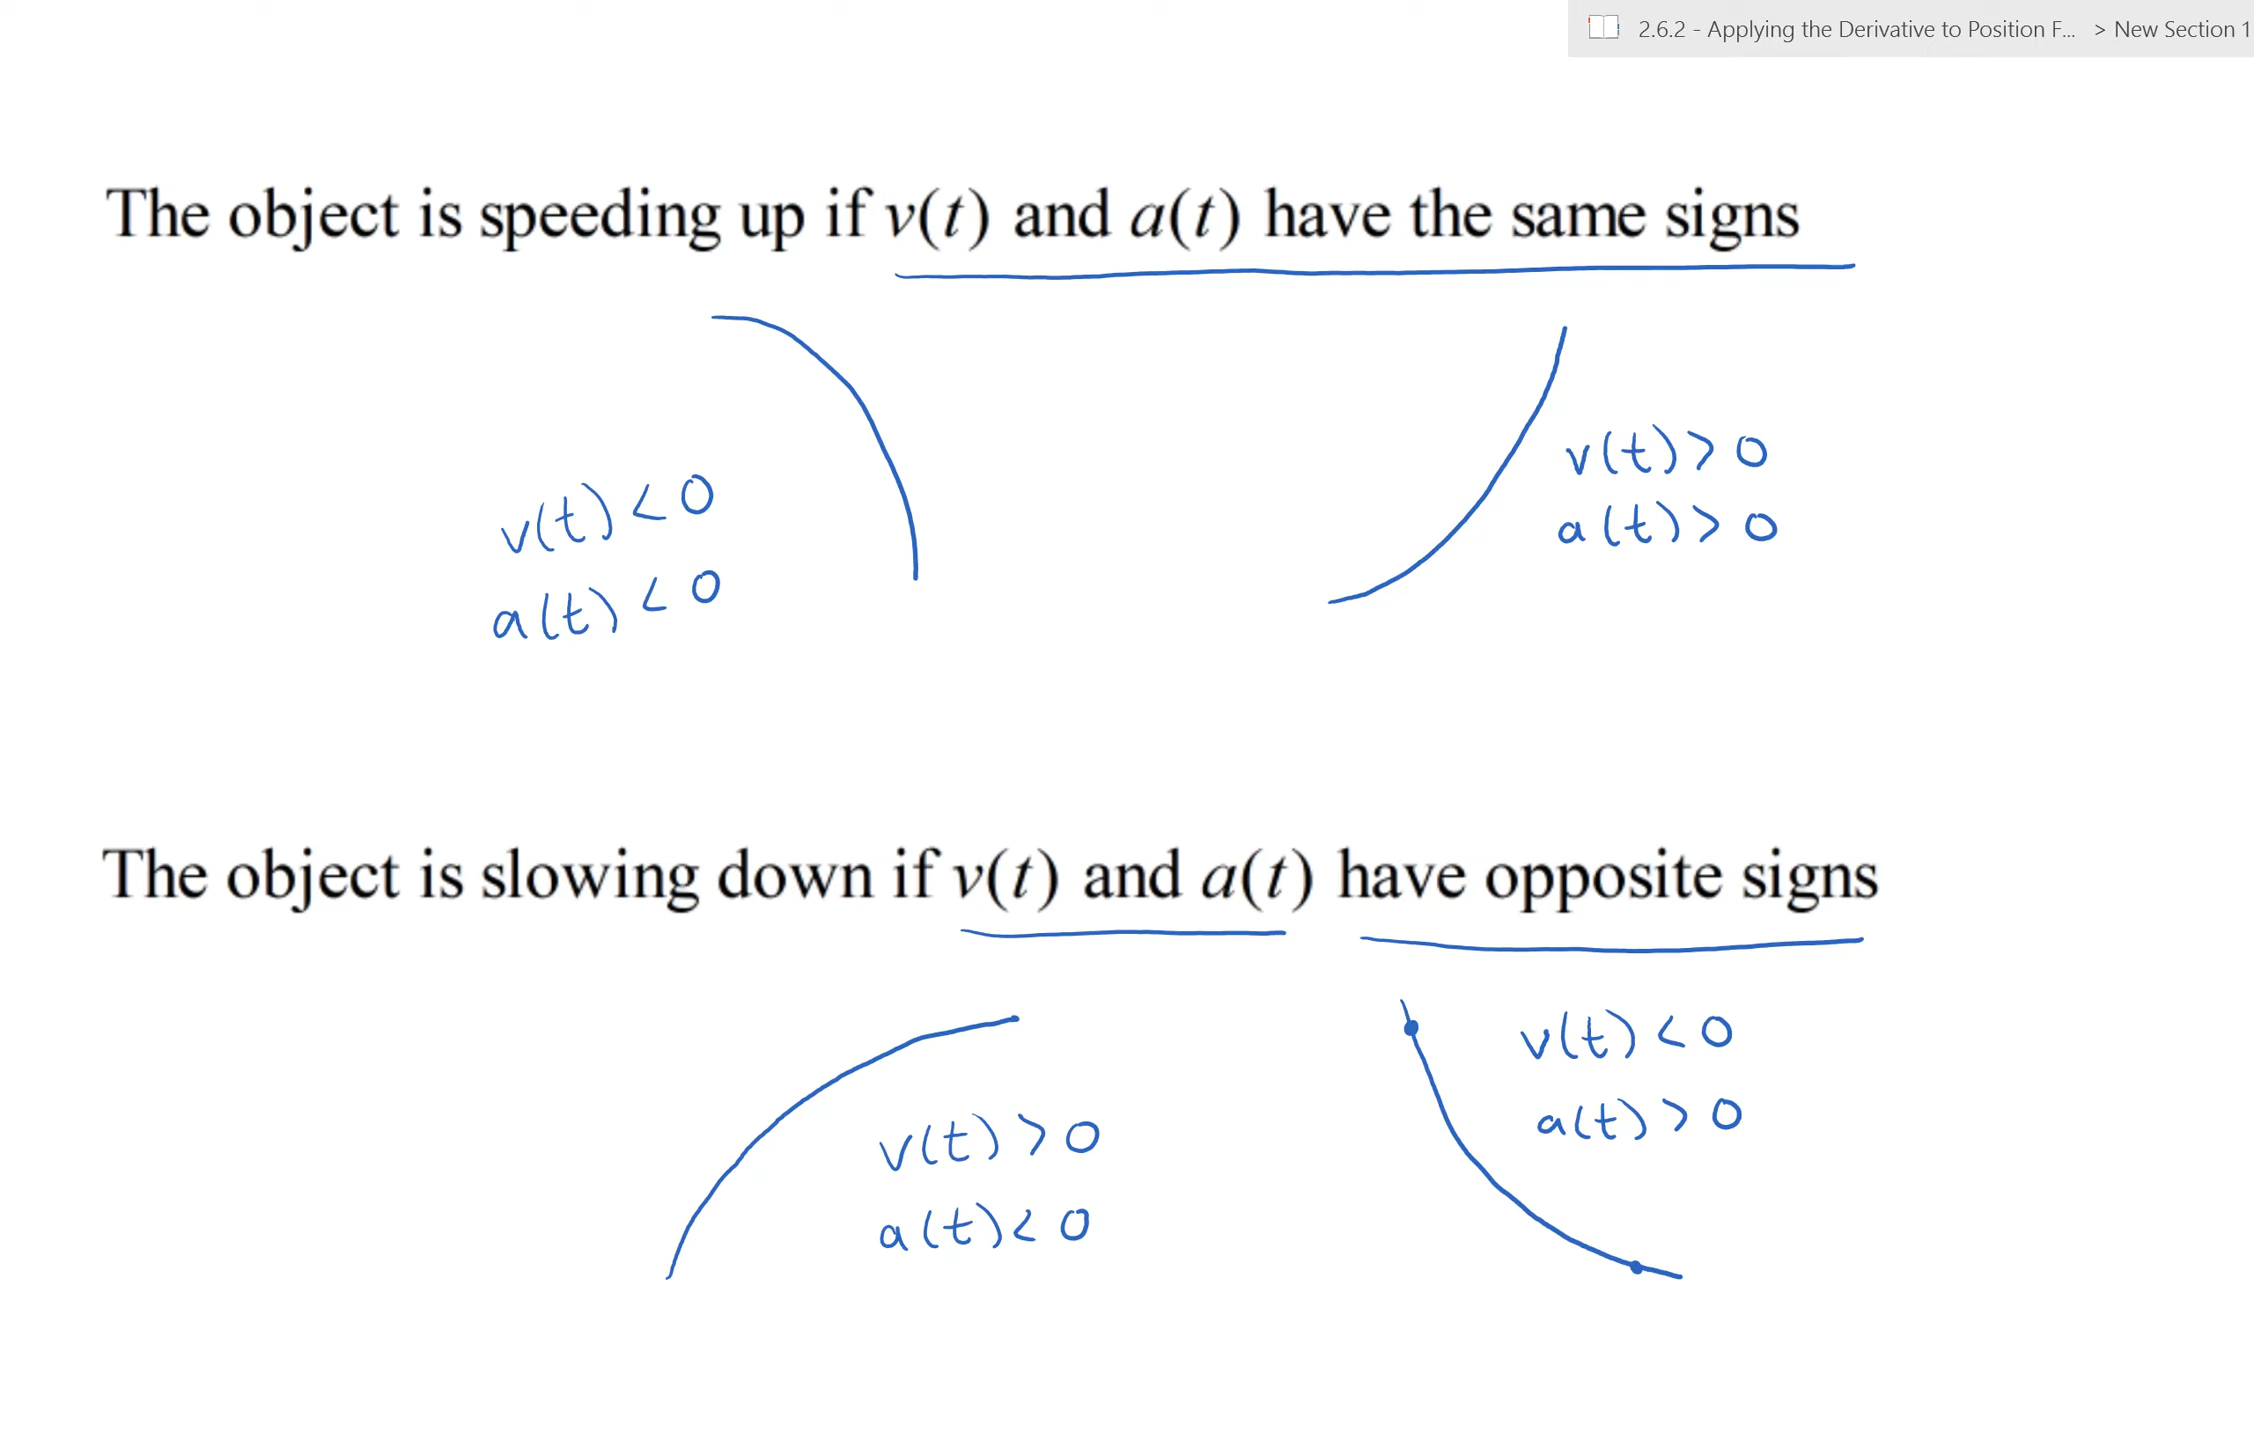 2.6.2 - Applying the Derivative to Position F... > New Section 1
The object is speeding up if v(t) and a(t) have the same signs
v(t) < 0
a(t) < 0
v(t) > 0
a(t) > 0
The object is slowing down if v(t) and a(t) have opposite signs
v(t) > 0
a(t) < 0
v(t) < 0
a(t) > 0